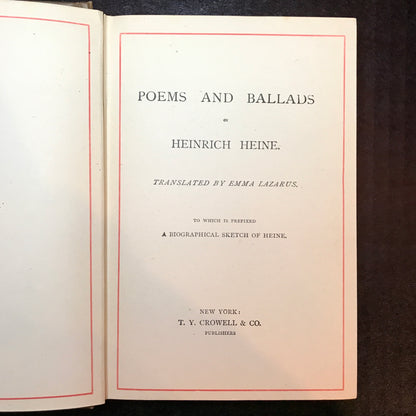 POEMS AND BALLADS
OF
HEINRICH HEINE.
TRANSLATED BY EMMA LAZARUS,
TO WHICH IS PREFIXED
A BIOGRAPHICAL SKETCH OF HEINE.
NEW YORK:
T. Y. CROWELL & CO.
PUBLISHERS